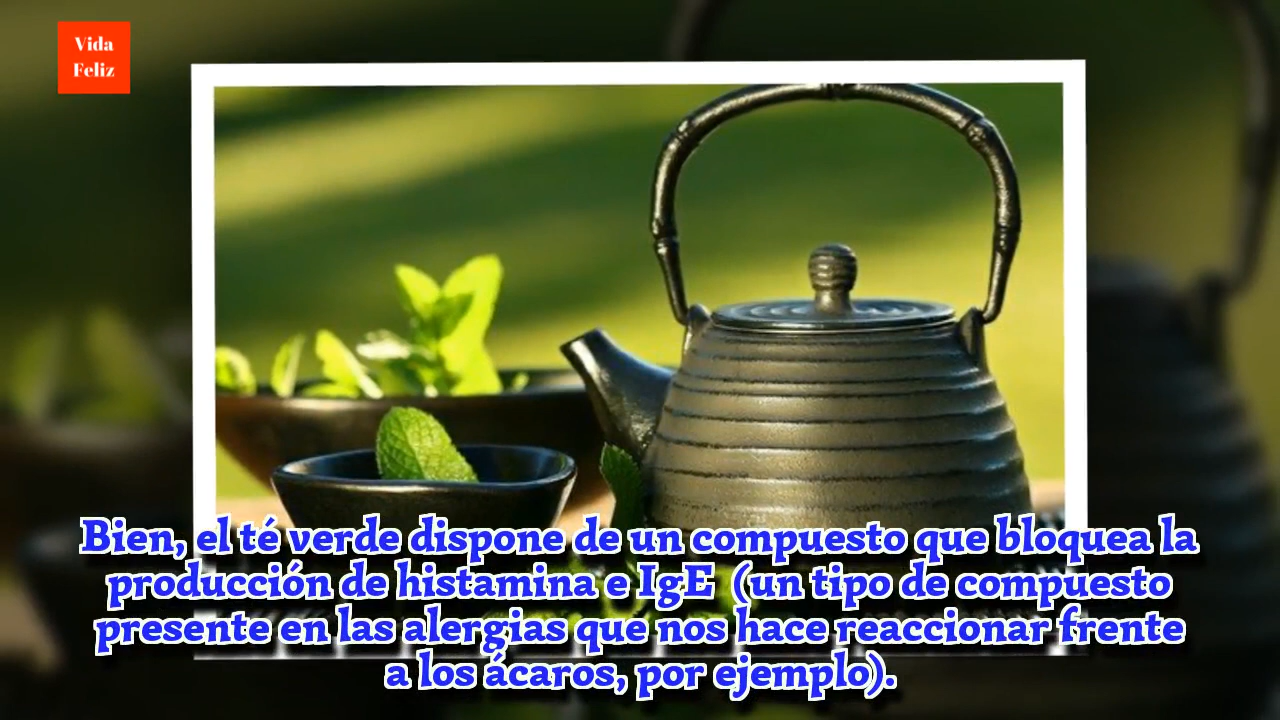 Vida
Feliz
Bien, el té verde dispone de un compuesto que bloquea la
producción de histamina e IgE (un tipo de compuesto
presente en las alergias que nos hace reaccionar frente
a los ácaros, por ejemplo).